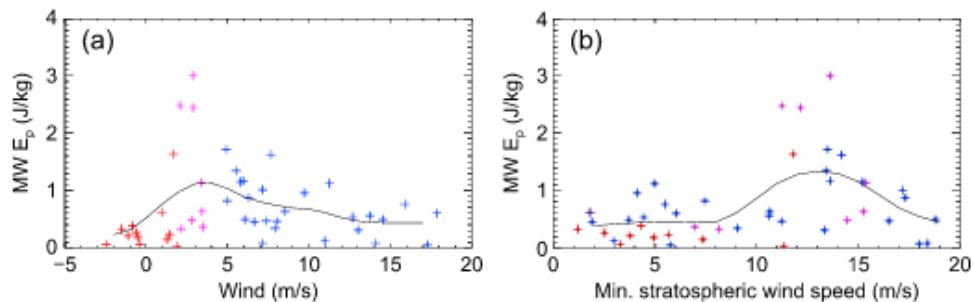 (a)
MW Ep (J/kg)
4
3
2
1
0
-5 0 5 10 15 20
Wind (m/s)
(b)
MW Ep (J/kg)
4
3
2
1
0
0 5 10 15 20
Min. stratospheric wind speed (m/s)